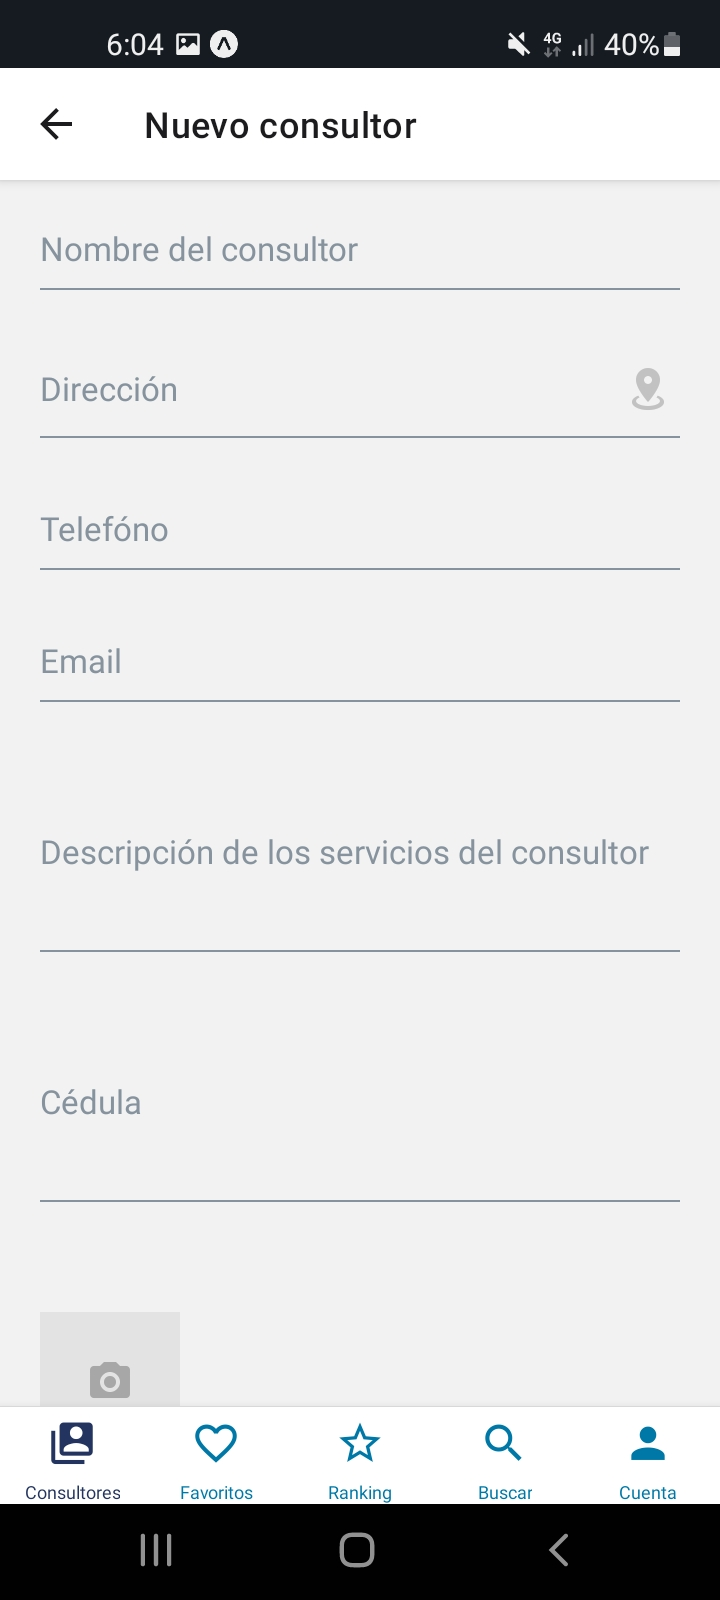 6:04 4G 40%
Nuevo consultor
Nombre del consultor
Dirección
Telefóno
Email
Descripción de los servicios del consultor
Cédula
Consultores Favoritos Ranking Buscar Cuenta